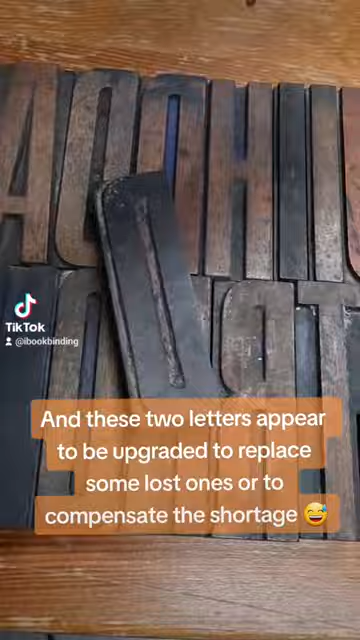 A O O H I
TikTok
@ibookbinding
And these two letters appear
to be upgraded to replace
some lost ones or to
compensate the shortage 😅